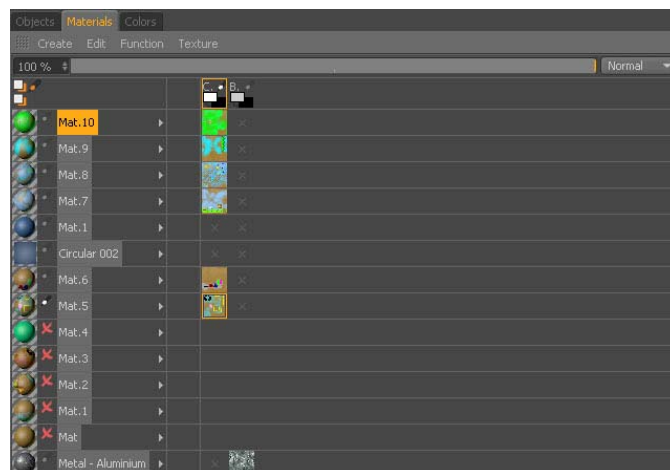 Objects Materials Colors
Create Edit Function Texture
100 % Normal
C. B.
Mat.10
Mat.9
Mat.8
Mat.7
Mat.1
Circular 002
Mat.6
Mat.5
Mat.4
Mat.3
Mat.2
Mat.1
Mat
Metal - Aluminium